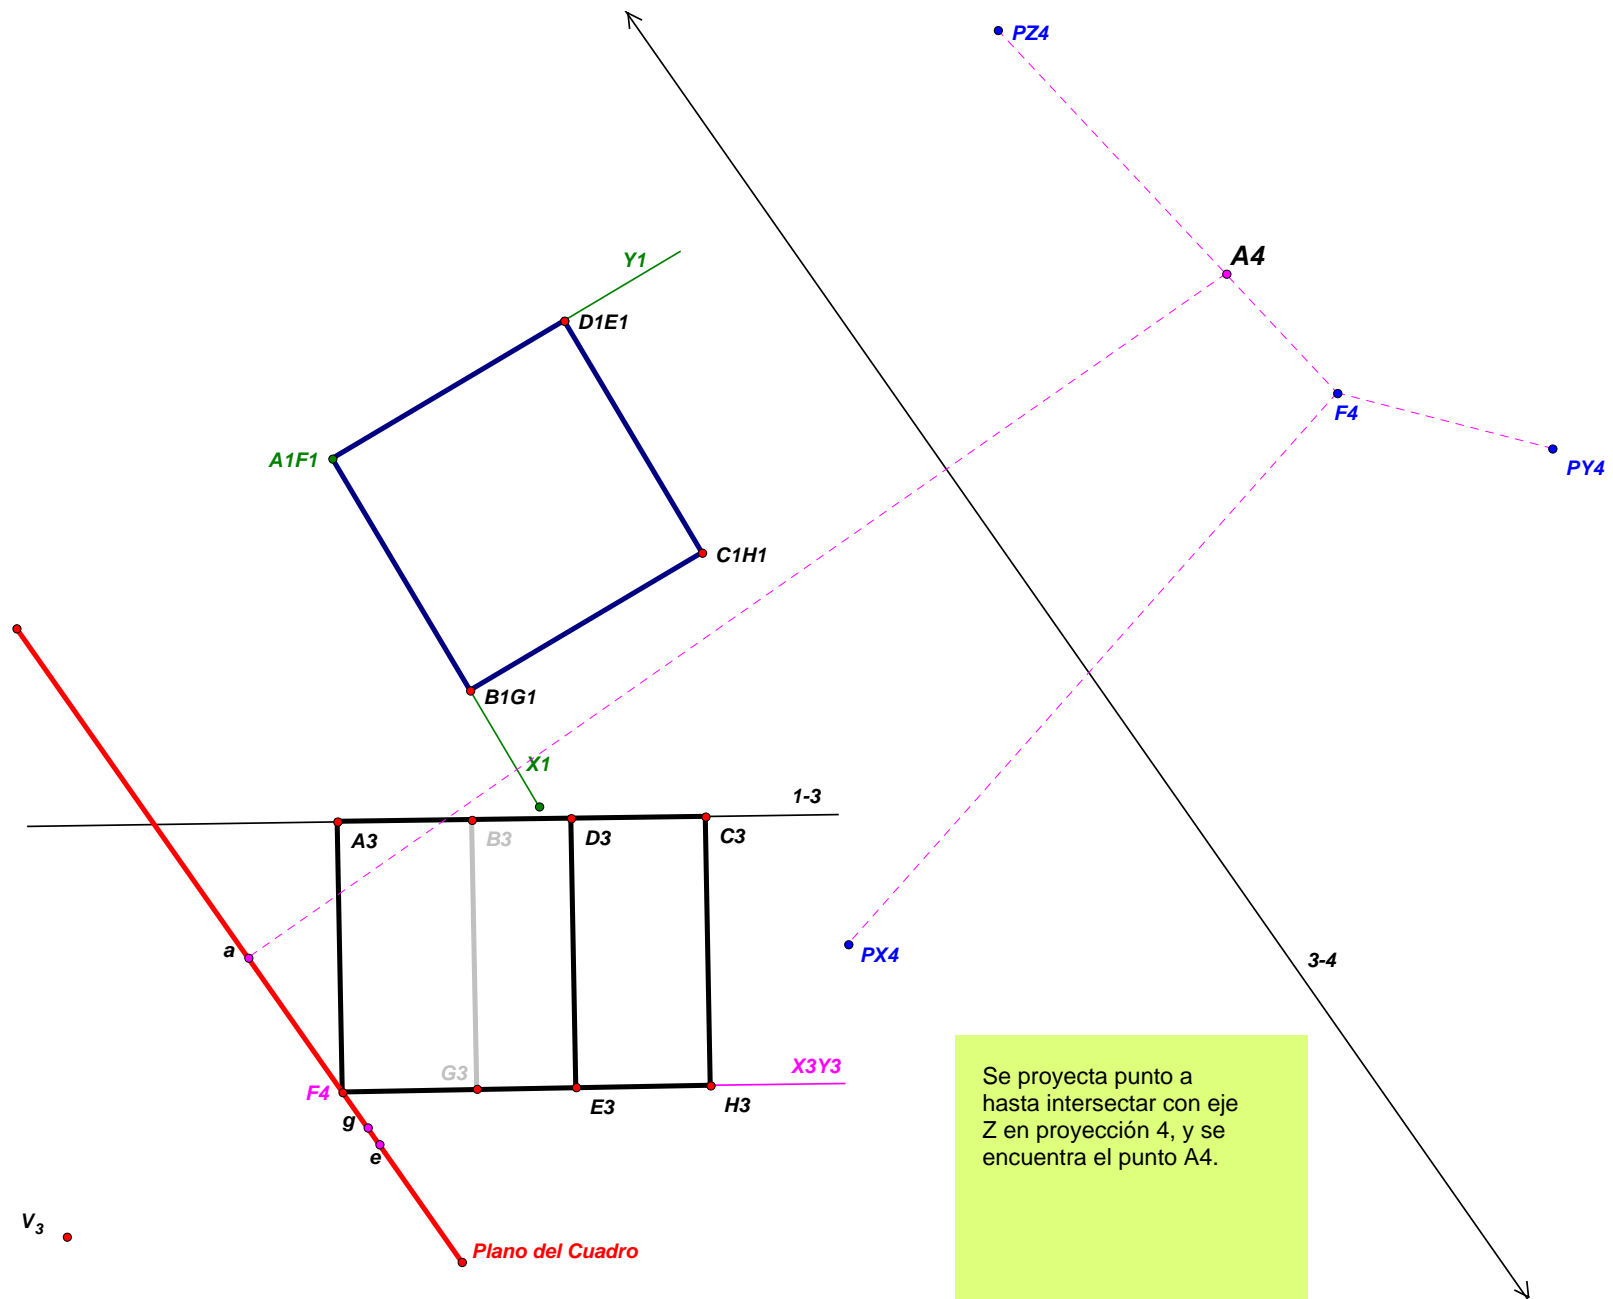 PZ4
A4
Y1
D1E1
F4
A1F1
PY4
C1H1
B1G1
X1
1-3
A3
B3
D3
C3
a
PX4
3-4
X3Y3
G3
F4
E3
H3
g
e
V3
Plano del Cuadro
Se proyecta punto a
hasta intersectar con eje
Z en proyección 4, y se
encuentra el punto A4.